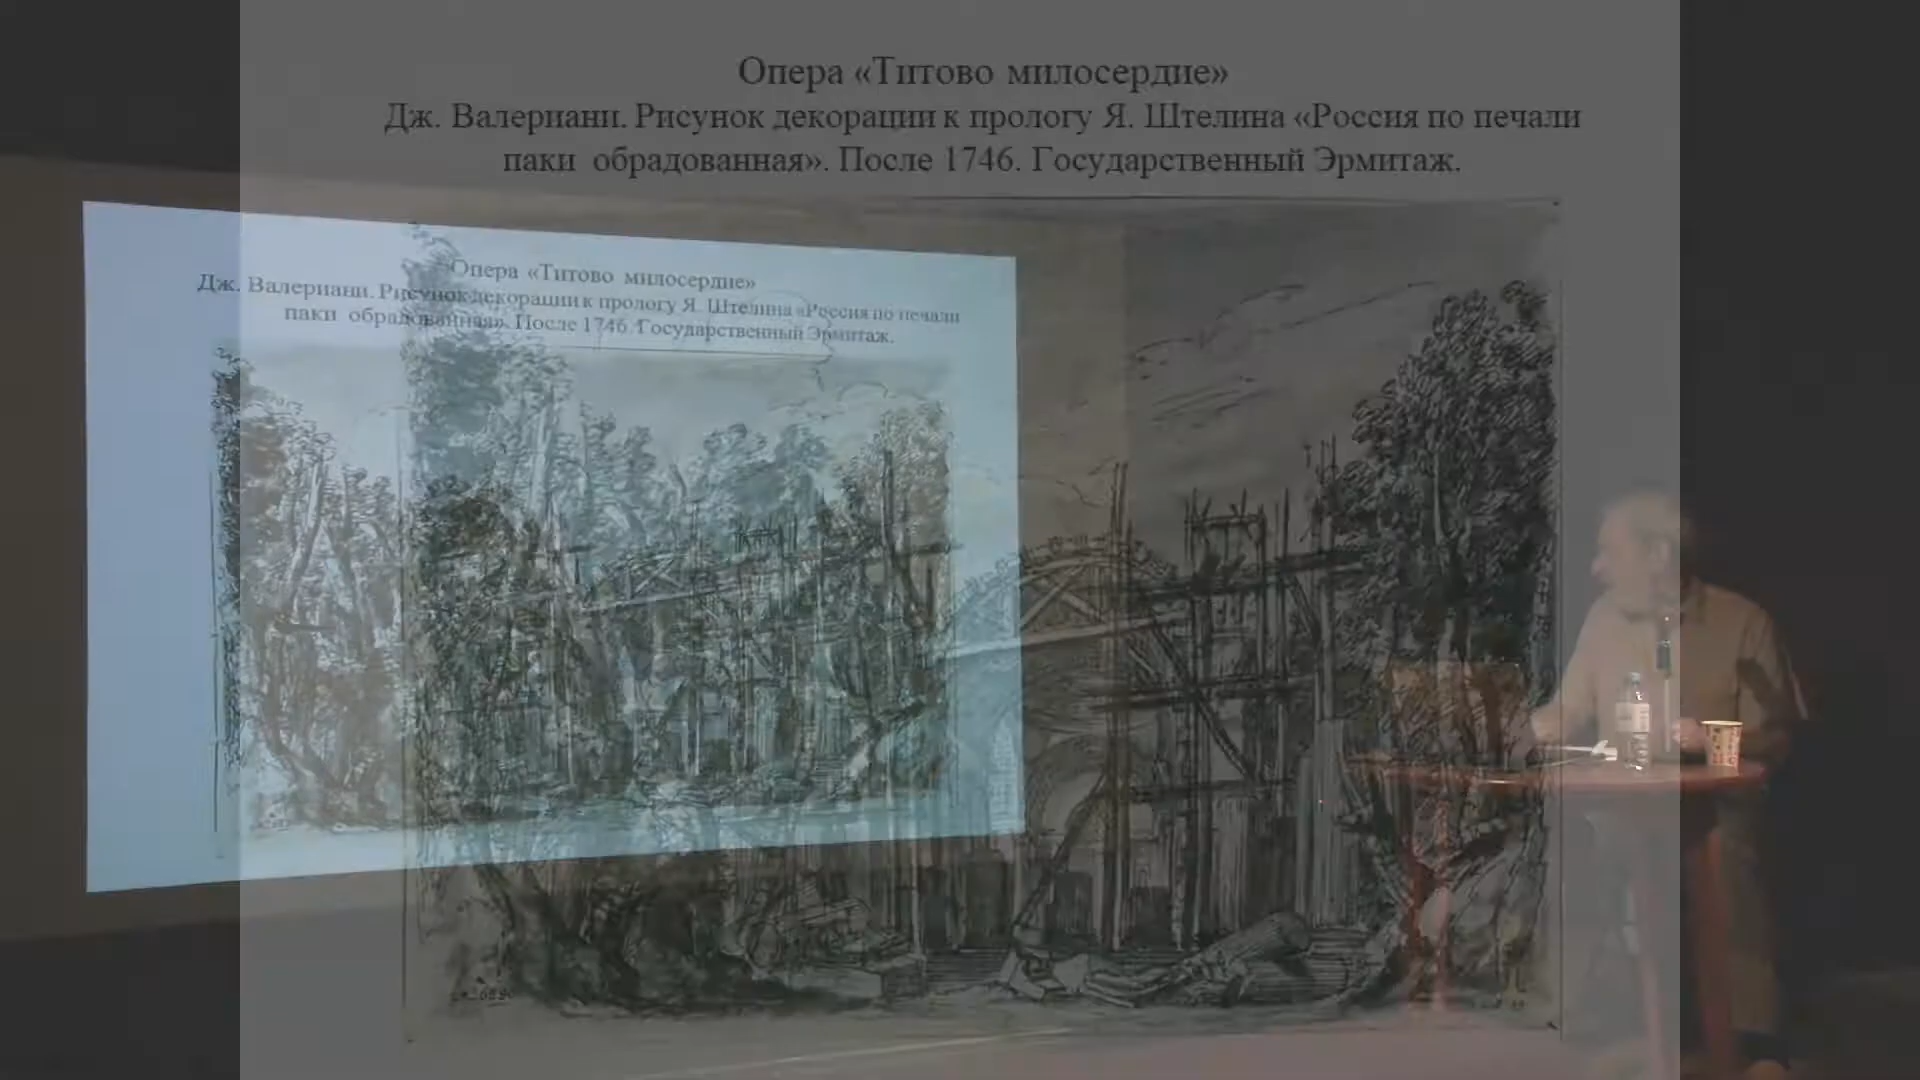 Опера «Титово милосердие»
Дж. Валериани. Рисунок декорации к прологу Я. Штелина «Россия по печали
паки обрадованная». После 1746. Государственный Эрмитаж.
Опера «Титово милосердие»
Дж. Валериани. Рисунок декорации к прологу Я. Штелина «Россия по печали
паки обрадованная». После 1746. Государственный Эрмитаж.